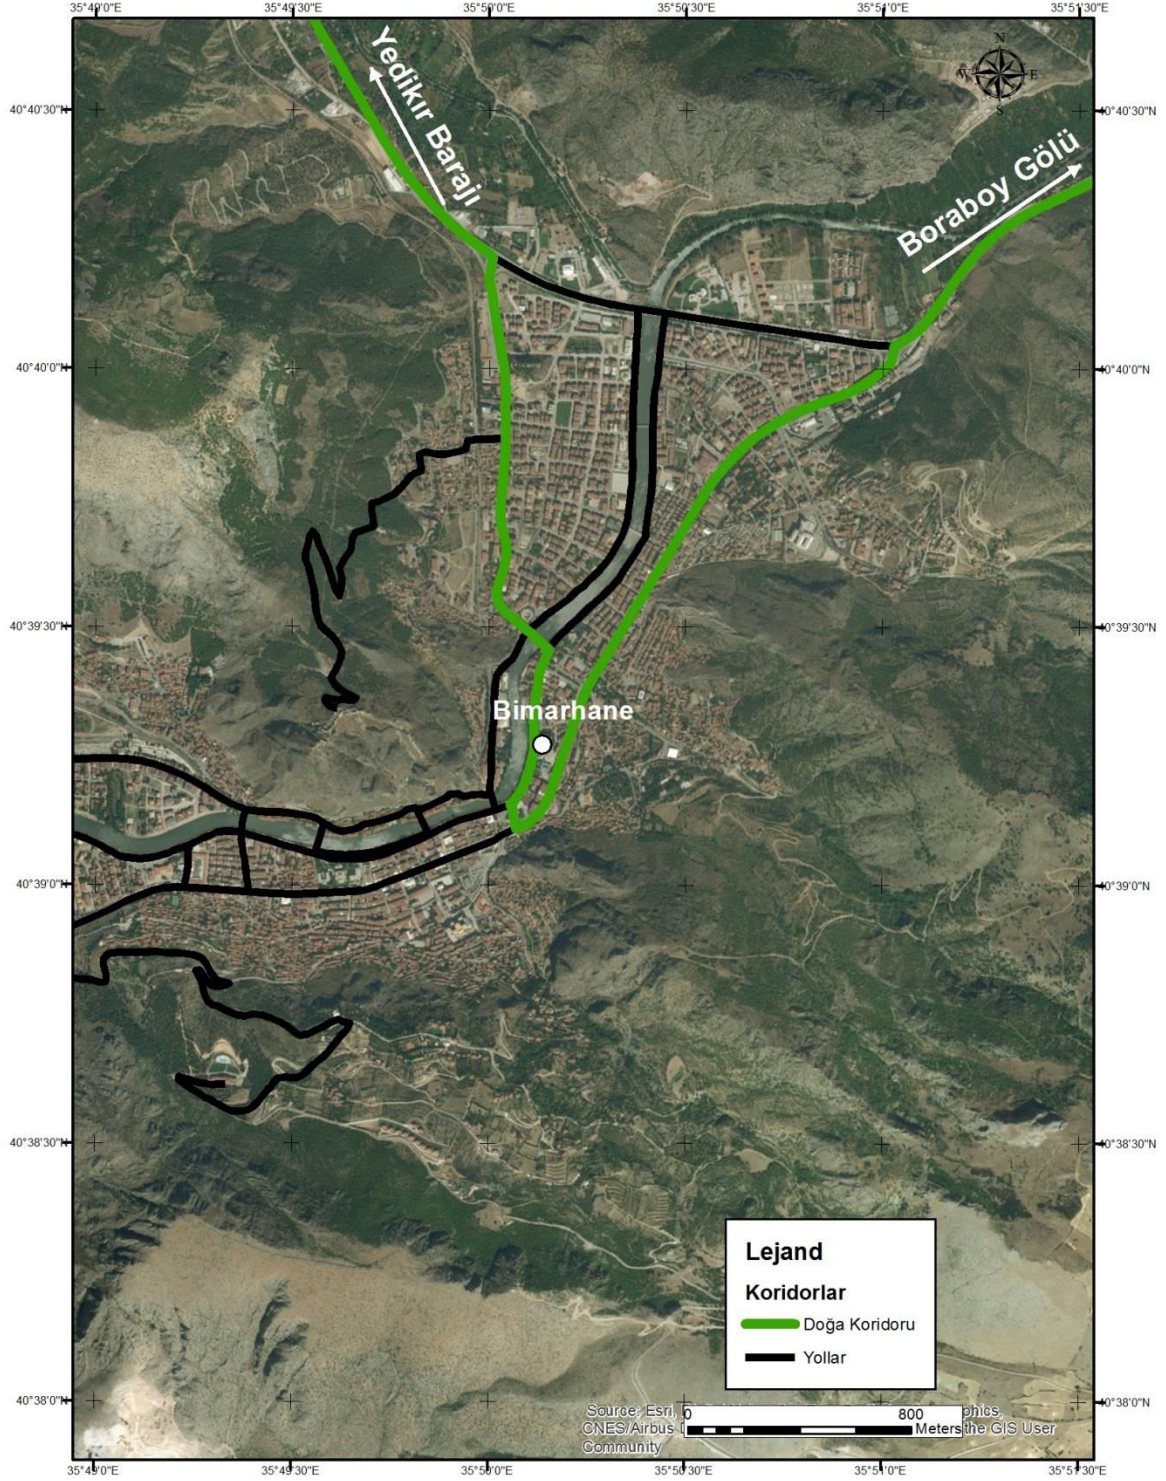 35°49'0"E
35°49'30"E
35°50'0"E
35°50'30"E
35°51'0"E
35°51'30"E
N
W
E
S
40°40'30"N
40°40'30"N
Yedikır Barajı
Boraboy Gölü
40°40'0"N
40°40'0"N
40°39'30"N
40°39'30"N
Bimarhane
40°39'0"N
40°39'0"N
40°38'30"N
40°38'30"N
Lejand
Koridorlar
Doğa Koridoru
Yollar
40°38'0"N
40°38'0"N
Source: Esri,
0 800
CNES/Airbus
Meters the GIS User
Community
35°49'0"E
35°49'30"E
35°50'0"E
35°50'30"E
35°51'0"E
35°51'30"E